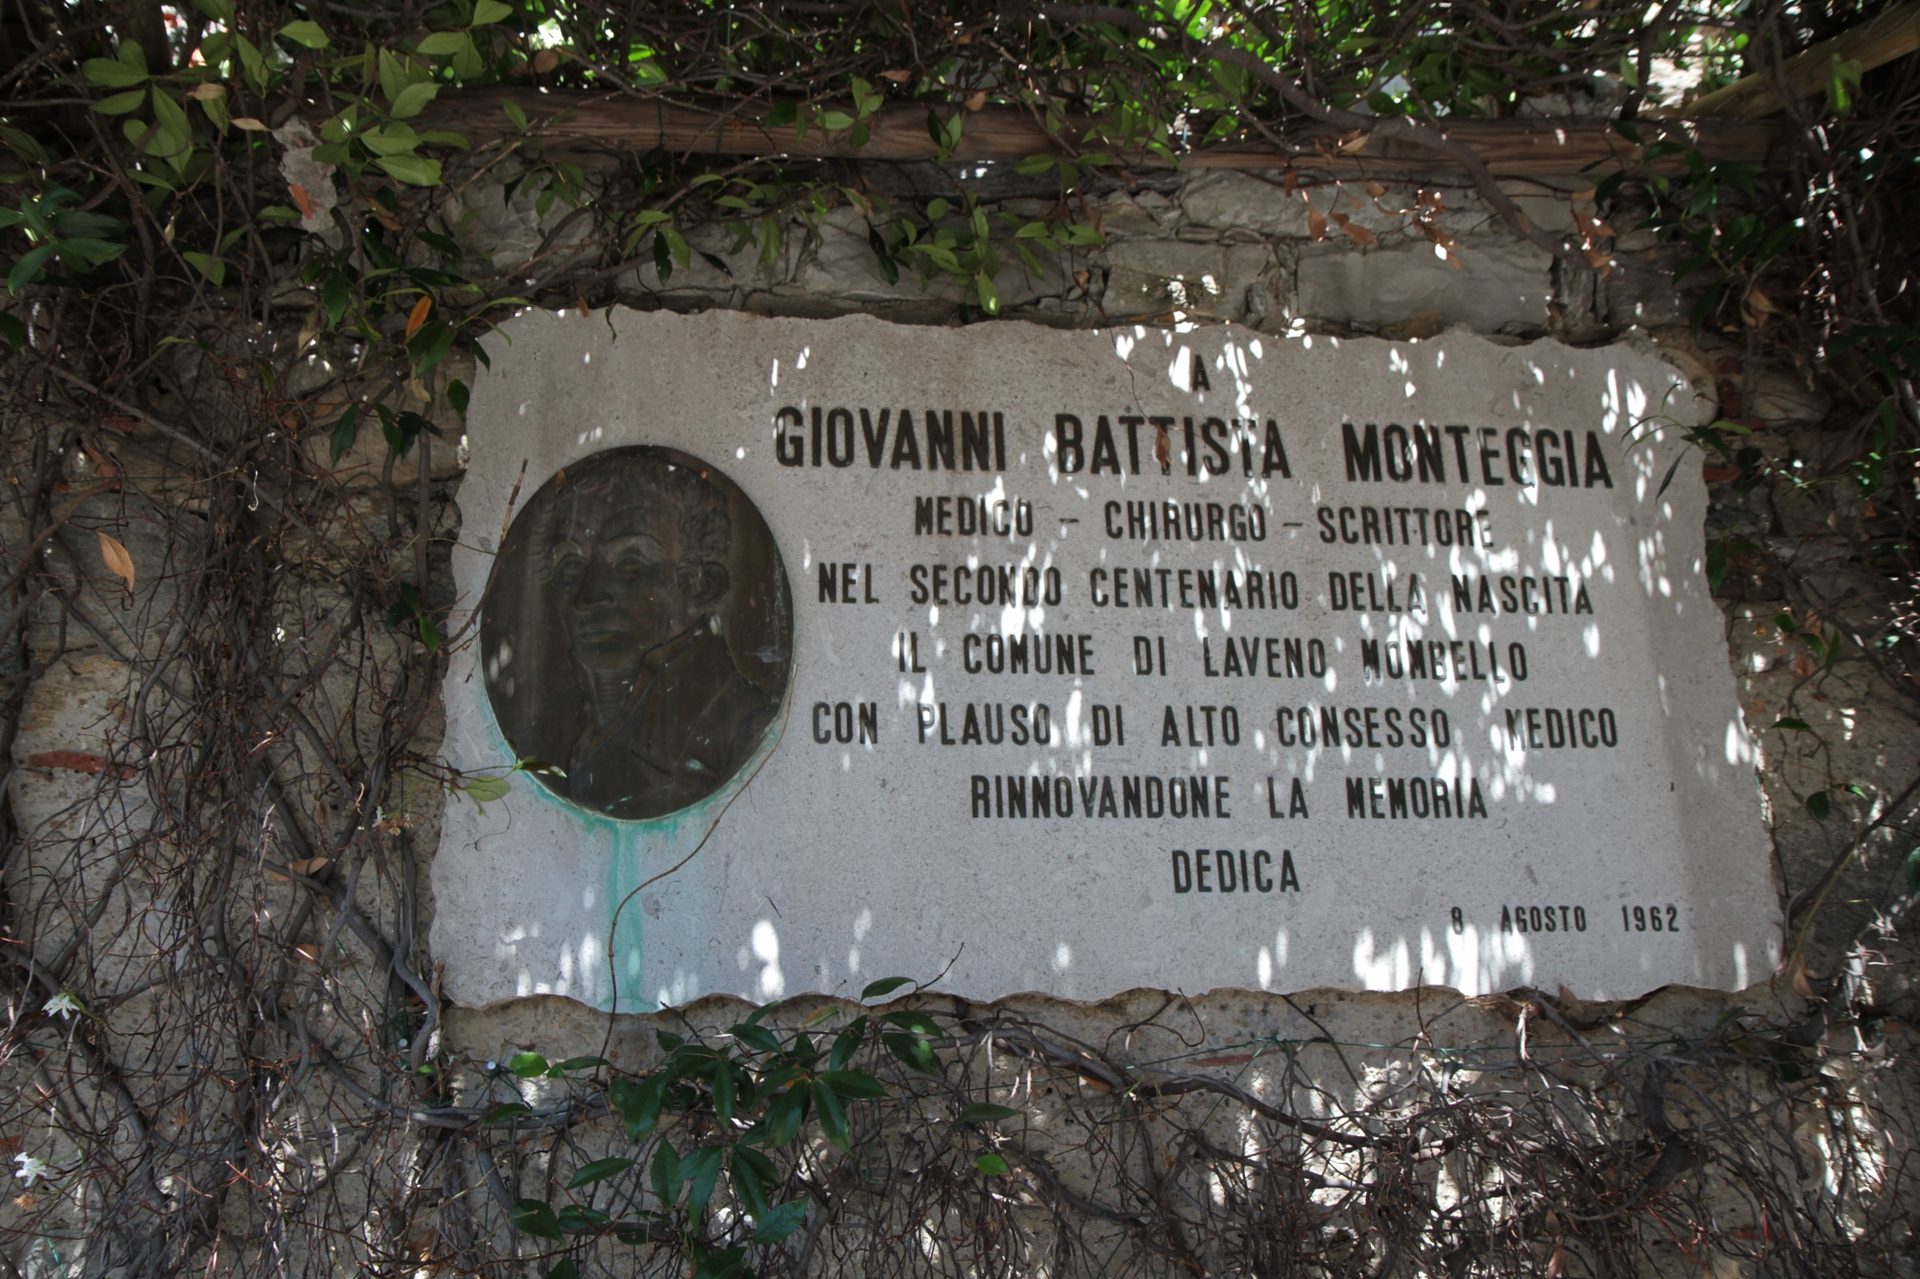 A
GIOVANNI BATTISTA MONTEGGIA
MEDICO - CHIRURGO - SCRITTORE
NEL SECONDO CENTENARIO DELLA NASCITA
IL COMUNE DI LAVENO MOMBELLO
CON PLAUSO DI ALTO CONSESSO MEDICO
RINNOVANDONE LA MEMORIA
DEDICA
8 AGOSTO 1962